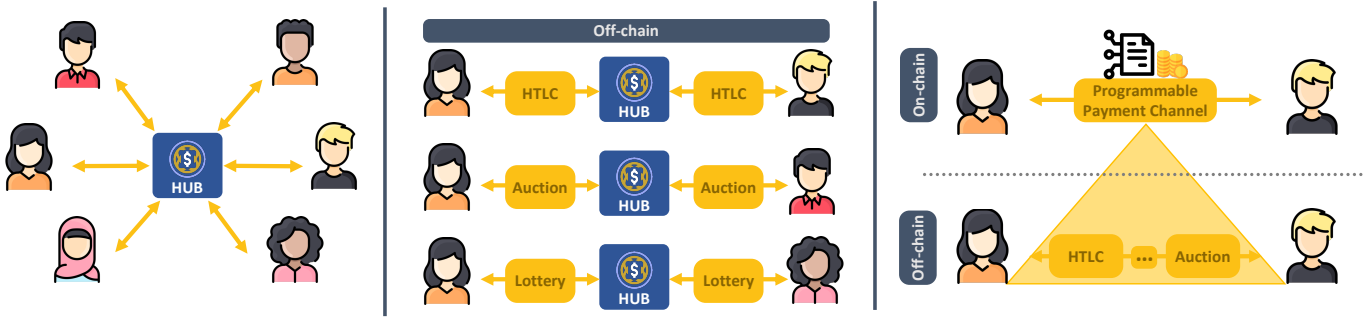 HUB
Off-chain
HTLC
HUB
HTLC
Auction
HUB
Auction
Lottery
HUB
Lottery
On-chain
Programmable
Payment Channel
Off-chain
HTLC
...
Auction